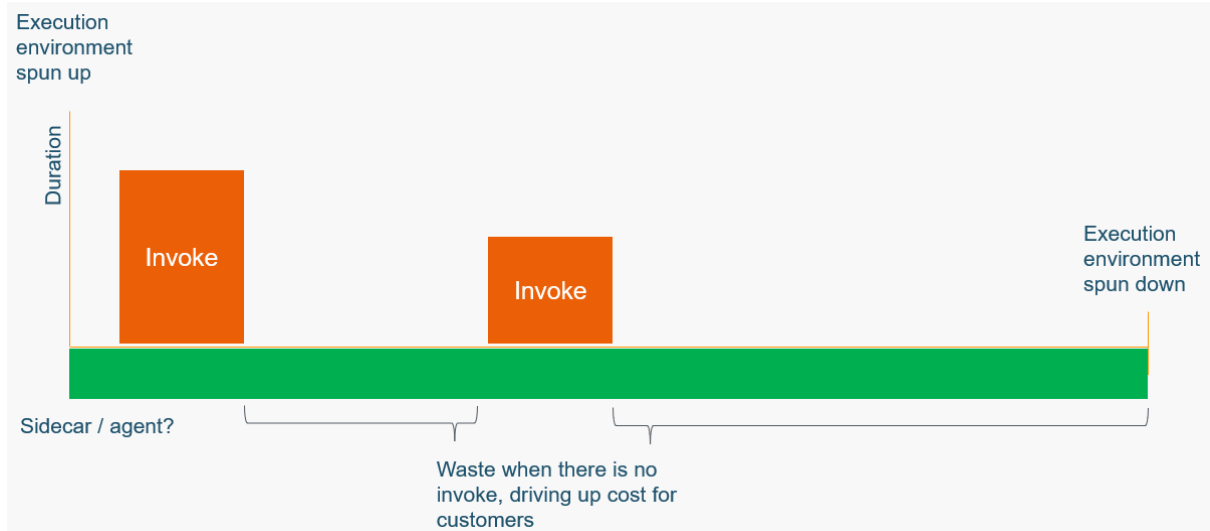 Execution
environment
spun up
Duration
Invoke
Invoke
Execution
environment
spun down
Sidecar / agent?
Waste when there is no
invoke, driving up cost for
customers